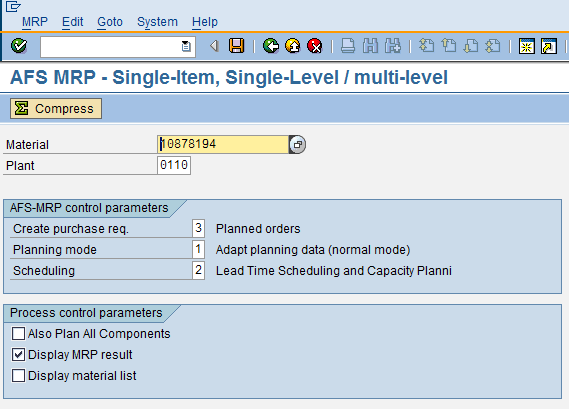 MRP Edit Goto System Help
AFS MRP - Single-Item, Single-Level / multi-level
Compress
Material 10878194
Plant 0110
AFS-MRP control parameters
Create purchase req. 3 Planned orders
Planning mode 1 Adapt planning data (normal mode)
Scheduling 2 Lead Time Scheduling and Capacity Planni
Process control parameters
Also Plan All Components
Display MRP result
Display material list